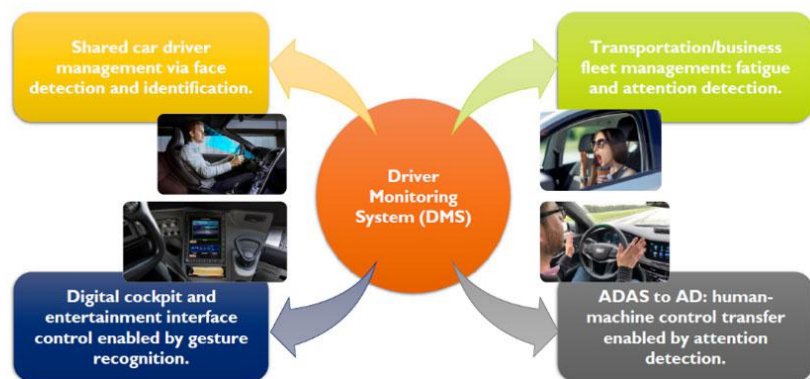 Shared car driver
management via face
detection and identification.
Transportation/business
fleet management: fatigue
and attention detection.
Driver
Monitoring
System (DMS)
Digital cockpit and
entertainment interface
control enabled by gesture
recognition.
ADAS to AD: human-
machine control transfer
enabled by attention
detection.